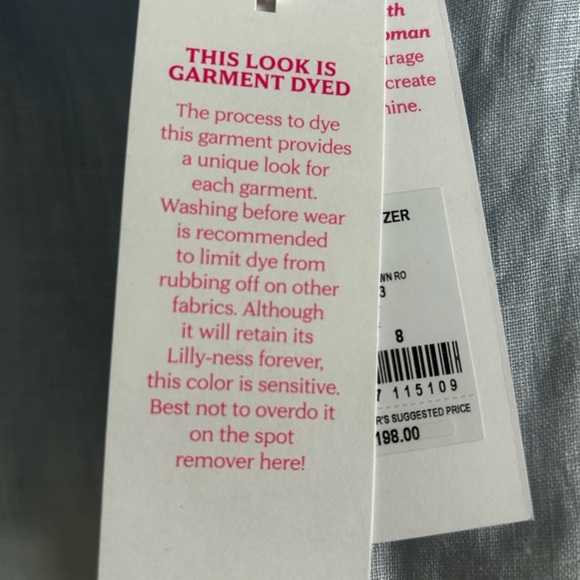 THIS LOOK IS
GARMENT DYED
The process to dye
this garment provides
a unique look for
each garment.
Washing before wear
is recommended
to limit dye from
rubbing off on other
fabrics. Although
it will retain its
Lilly-ness forever,
this color is sensitive.
Best not to overdo it
on the spot
remover here!
th
oman
rage
create
nine.
ZER
WN RO
3
8
7 115109
R'S SUGGESTED PRICE
198.00